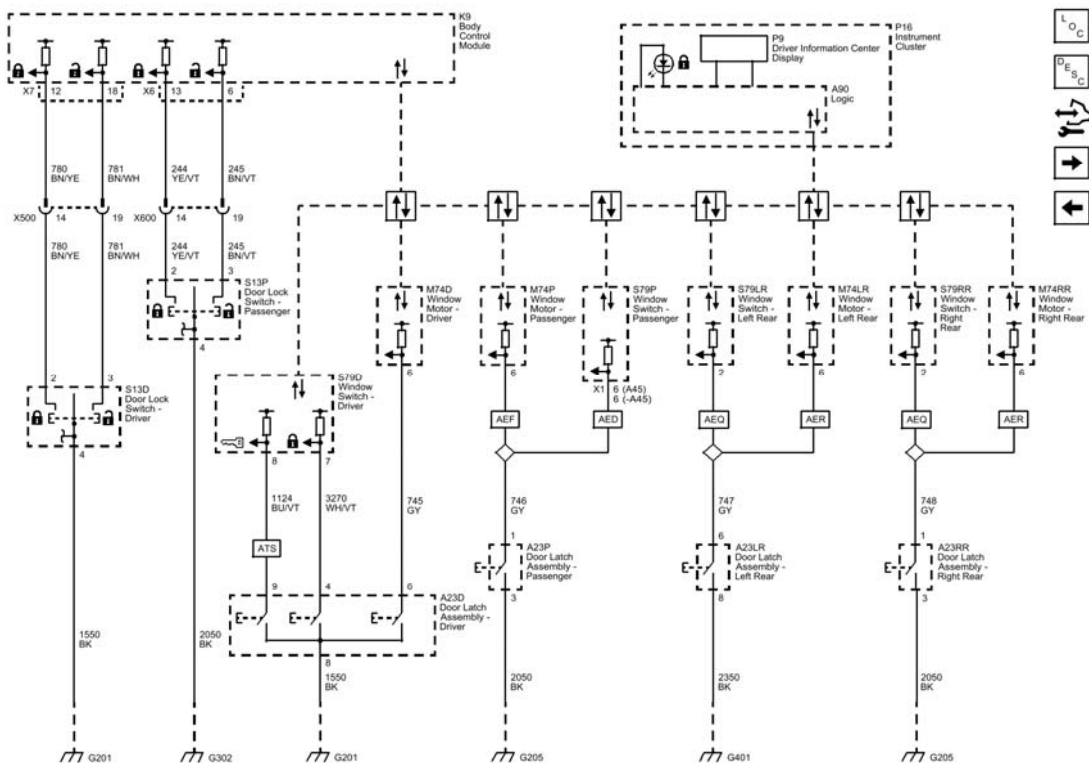 K9
Body
Control
Module
P16
Instrument
Cluster
P9
Driver Information Center
Display
A90
Logic
LOC
DESC
X7 12 18 X6 13 6
780
BN/YE
781
BN/WH
244
YE/VT
245
BN/VT
X500 14 19 X600 14 19
780
BN/YE
781
BN/WH
244
YE/VT
245
BN/VT
2 3
S13P
Door Lock
Switch -
Passenger
4
2 3
S13D
Door Lock
Switch -
Driver
4
M74D
Window
Motor -
Driver
6
M74P
Window
Motor -
Passenger
6
S79P
Window
Switch -
Passenger
X1 6 (A45)
6 (-A45)
S79LR
Window
Switch -
Left Rear
2
M74LR
Window
Motor -
Left Rear
6
S79RR
Window
Switch -
Right
Rear
2
M74RR
Window
Motor -
Right Rear
6
S79D
Window
Switch -
Driver
8 7
AEF AED AEQ AER AEQ AER
1124
BU/VT
3270
WH/VT
745
GY
746
GY
747
GY
748
GY
ATS
9 4 6
A23D
Door Latch
Assembly -
Driver
8
1
A23P
Door Latch
Assembly -
Passenger
3
6
A23LR
Door Latch
Assembly -
Left Rear
8
1
A23RR
Door Latch
Assembly -
Right Rear
3
1550
BK
2050
BK
1550
BK
2050
BK
2350
BK
2050
BK
G201 G302 G201 G205 G401 G205